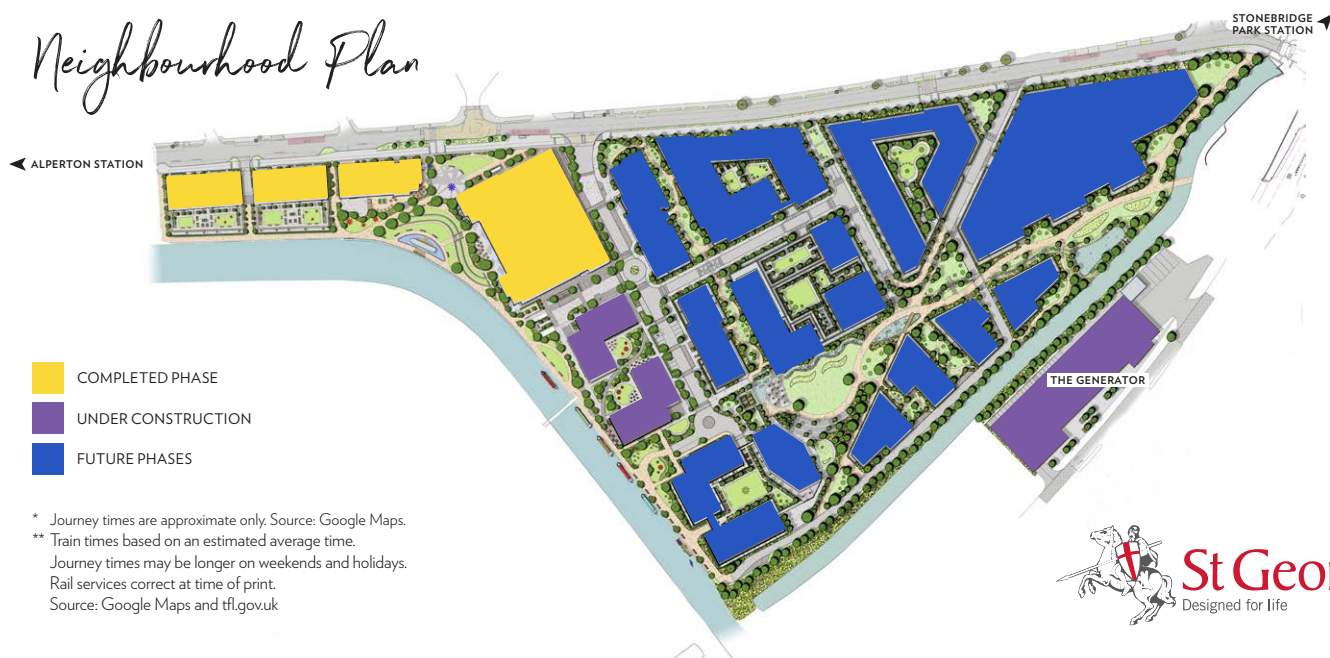 Neighbourhood Plan
STONEBRIDGE
PARK STATION
ALPERTON STATION
COMPLETED PHASE
UNDER CONSTRUCTION
FUTURE PHASES
THE GENERATOR
* Journey times are approximate only. Source: Google Maps.
** Train times based on an estimated average time.
Journey times may be longer on weekends and holidays.
Rail services correct at time of print.
Source: Google Maps and tfl.gov.uk
St Geor
Designed for life